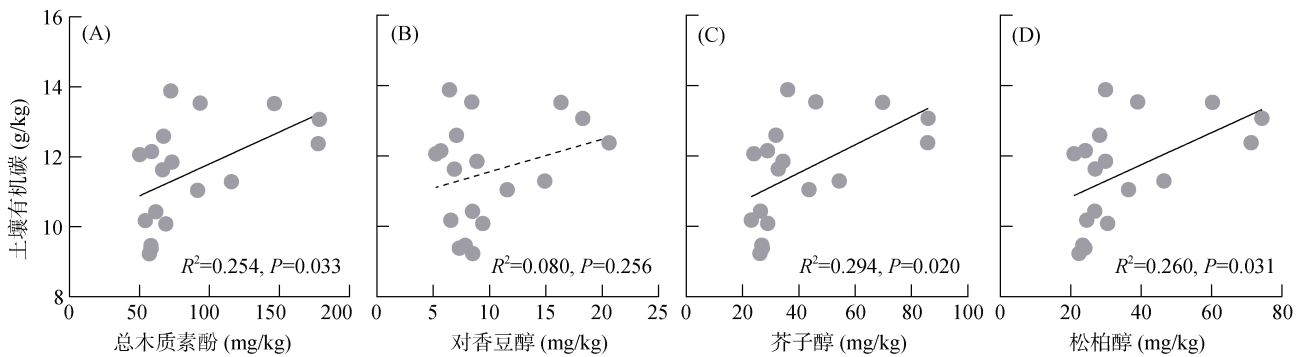 土壤有机碳 (g/kg)
16
14
12
10
8
(A)
R²=0.254, P=0.033
0 50 100 150 200
总木质素酚 (mg/kg)
(B)
R²=0.080, P=0.256
0 5 10 15 20 25
对香豆醇 (mg/kg)
(C)
R²=0.294, P=0.020
0 20 40 60 80 100
芥子醇 (mg/kg)
(D)
R²=0.260, P=0.031
0 20 40 60 80
松柏醇 (mg/kg)